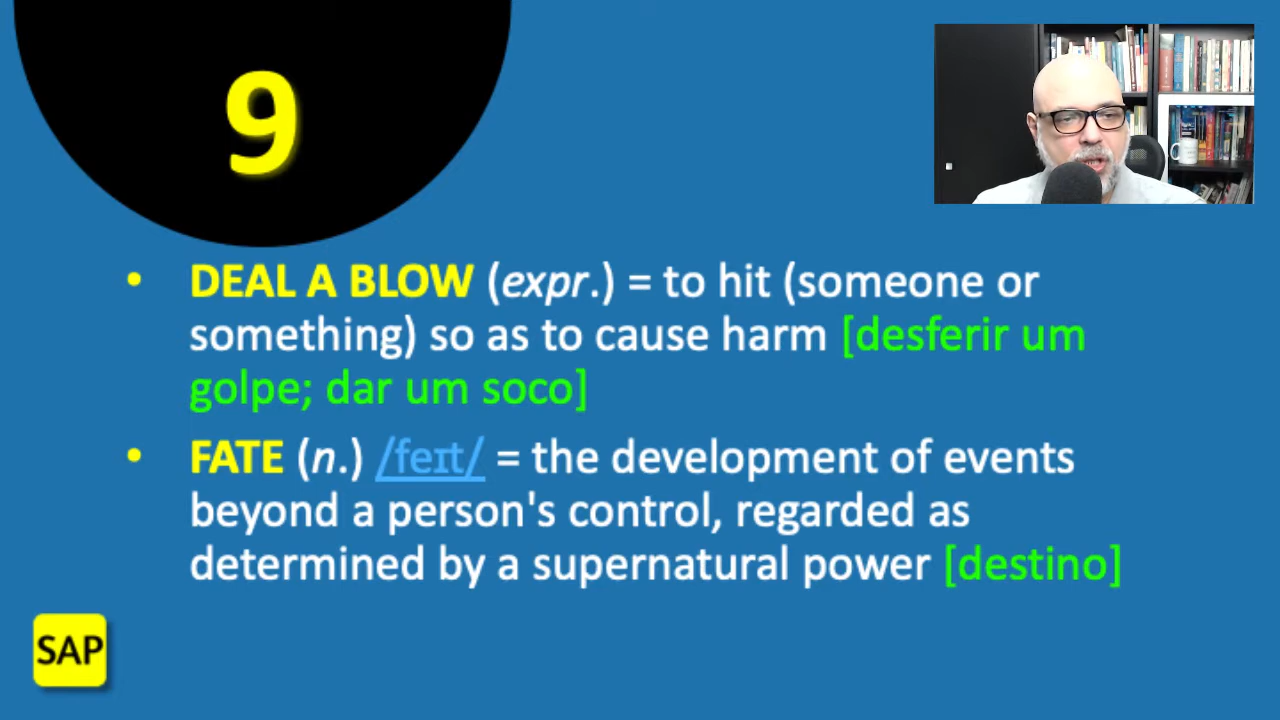 9
• DEAL A BLOW (expr.) = to hit (someone or
something) so as to cause harm [desferir um
golpe; dar um soco]
• FATE (n.) /feɪt/ = the development of events
beyond a person's control, regarded as
determined by a supernatural power [destino]
SAP